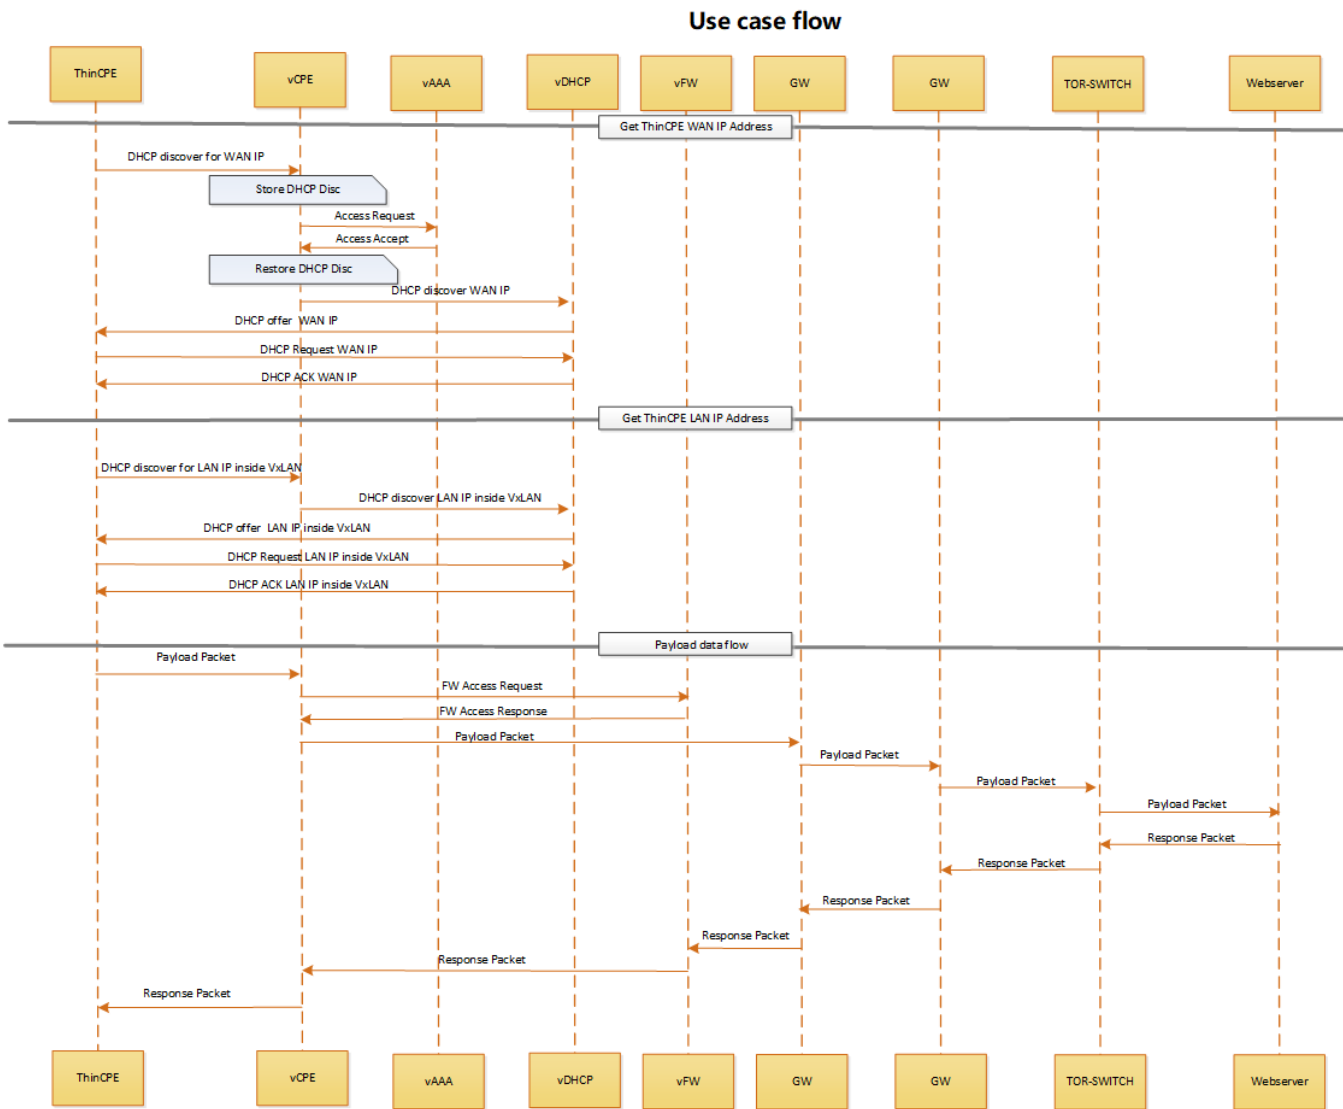 Use case flow
ThinCPE
vCPE
vAAA
vDHCP
vFW
GW
GW
TOR-SWITCH
Webserver
Get ThinCPE WAN IP Address
DHCP discover for WAN IP
Store DHCP Disc
Access Request
Access Accept
Restore DHCP Disc
DHCP discover WAN IP
DHCP offer WAN IP
DHCP Request WAN IP
DHCP ACK WAN IP
Get ThinCPE LAN IP Address
DHCP discover for LAN IP inside VxLAN
DHCP discover LAN IP inside VxLAN
DHCP offer LAN IP inside VxLAN
DHCP Request LAN IP inside VxLAN
DHCP ACK LAN IP inside VxLAN
Payload data flow
Payload Packet
FW Access Request
FW Access Response
Payload Packet
Payload Packet
Payload Packet
Payload Packet
Response Packet
Response Packet
Response Packet
Response Packet
Response Packet
Response Packet
ThinCPE
vCPE
vAAA
vDHCP
vFW
GW
GW
TOR-SWITCH
Webserver